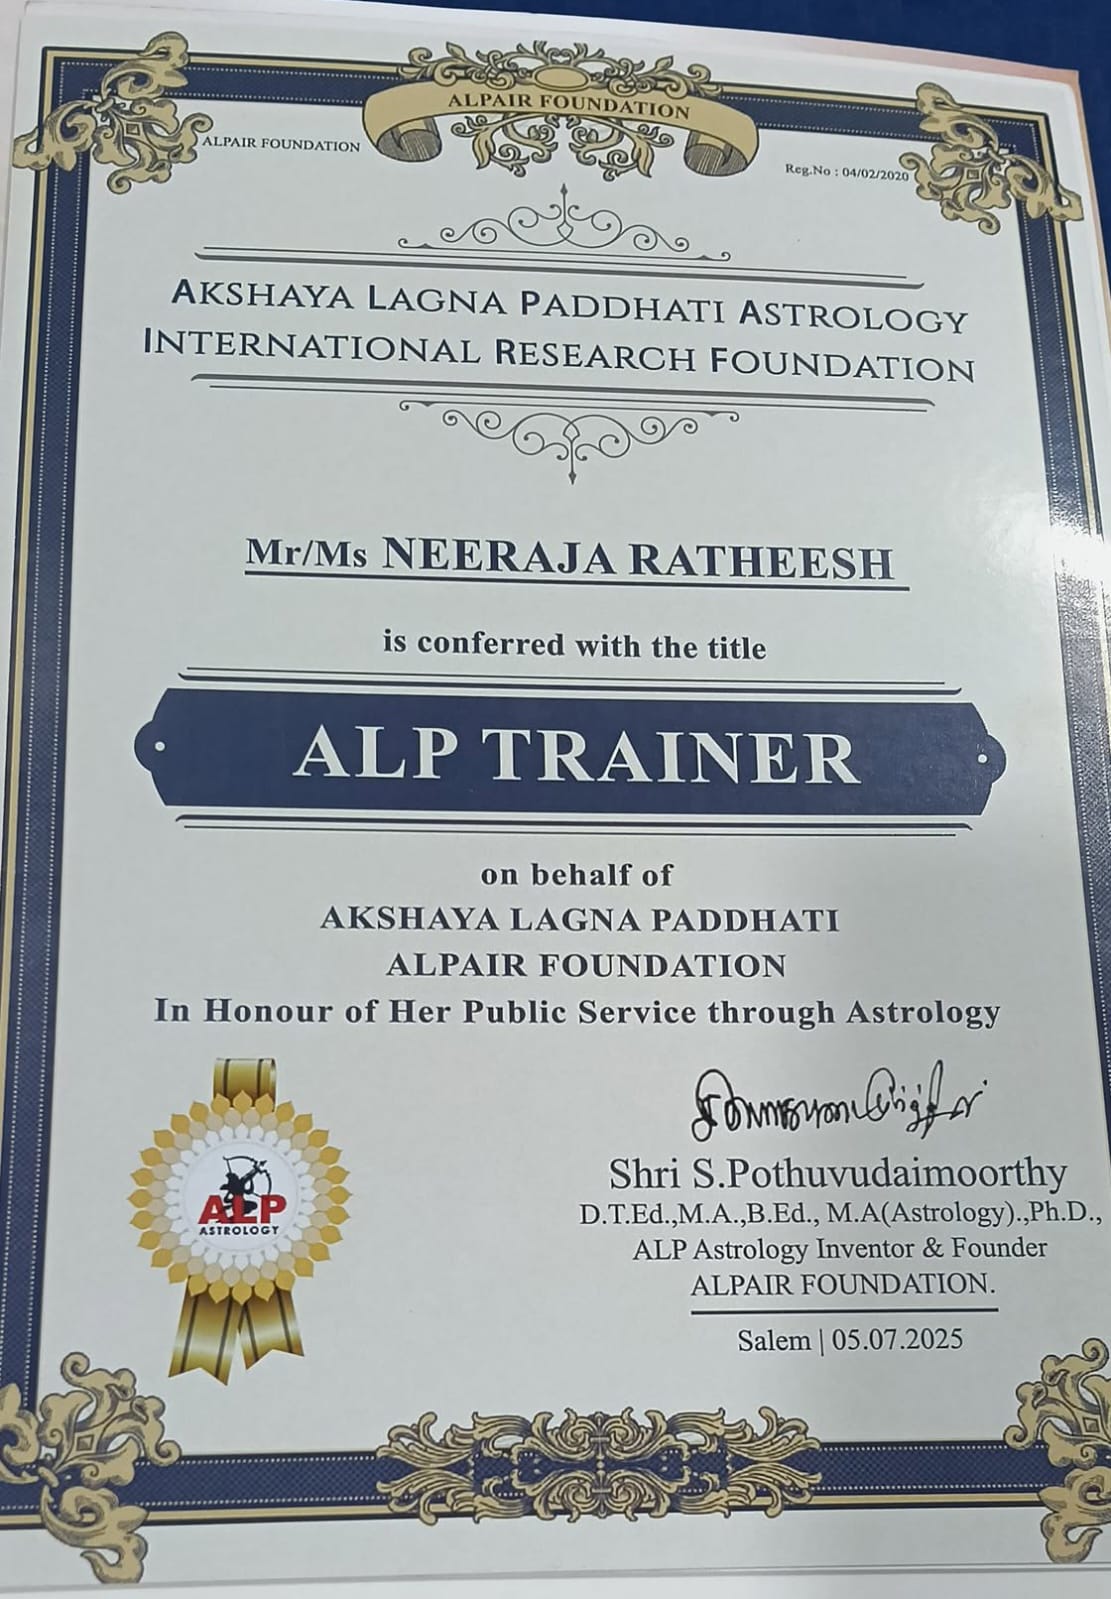 ALPAIR FOUNDATION
ALPAIR FOUNDATION
Reg.No : 04/02/2020
AKSHAYA LAGNA PADDHATI ASTROLOGY
INTERNATIONAL RESEARCH FOUNDATION
Mr/Ms NEERAJA RATHEESH
is conferred with the title
ALP TRAINER
on behalf of
AKSHAYA LAGNA PADDHATI
ALPAIR FOUNDATION
In Honour of Her Public Service through Astrology
ALP
ASTROLOGY
Shri S.Pothuvudaimoorthy
D.T.Ed.,M.A.,B.Ed., M.A(Astrology).,Ph.D.,
ALP Astrology Inventor & Founder
ALPAIR FOUNDATION.
Salem | 05.07.2025